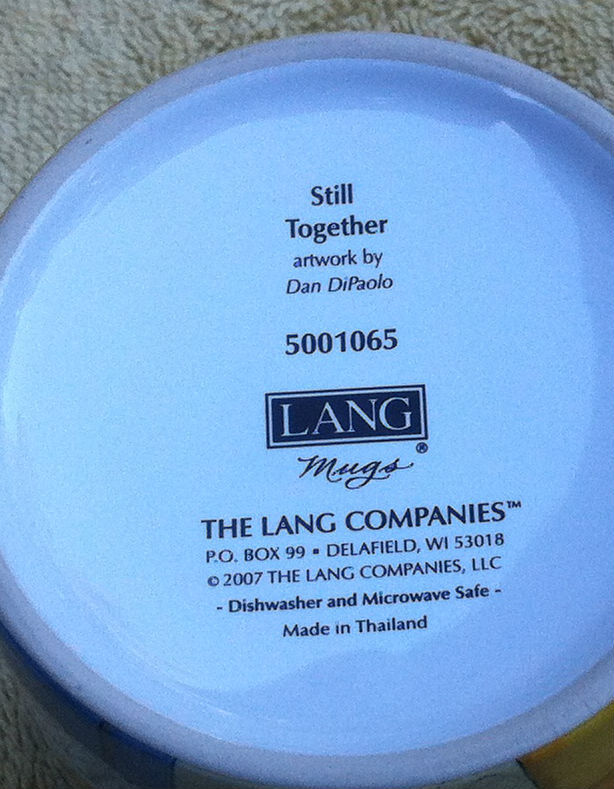 Still
Together
artwork by
Dan DiPaolo
5001065
LANG
®
Mugs
THE LANG COMPANIES™
P.O. BOX 99 ▪ DELAFIELD, WI 53018
© 2007 THE LANG COMPANIES, LLC
- Dishwasher and Microwave Safe -
Made in Thailand